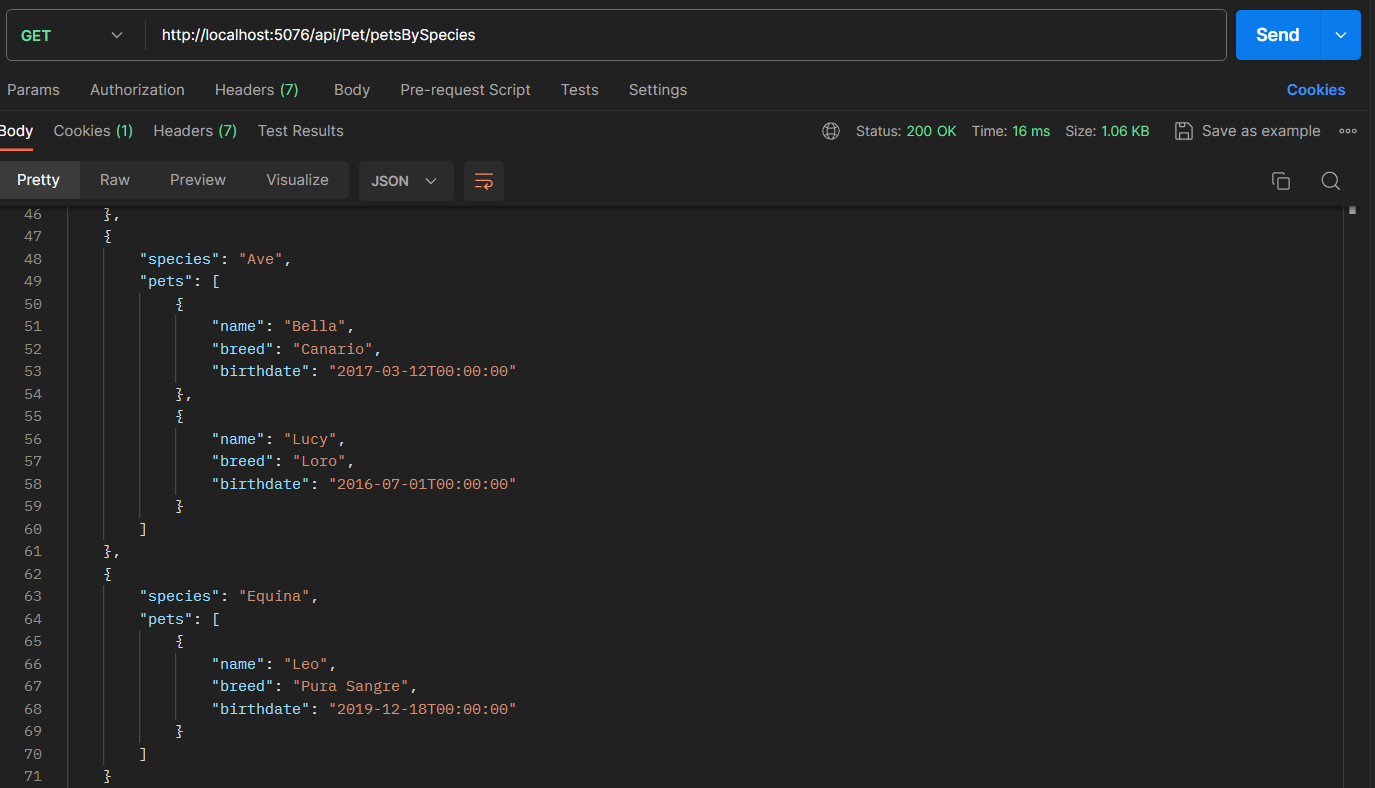 GET http://localhost:5076/api/Pet/petsBySpecies Send
Params Authorization Headers (7) Body Pre-request Script Tests Settings Cookies
Body Cookies (1) Headers (7) Test Results Status: 200 OK Time: 16 ms Size: 1.06 KB Save as example
Pretty Raw Preview Visualize JSON
46 },
47 {
48 "species": "Ave",
49 "pets": [
50 {
51 "name": "Bella",
52 "breed": "Canario",
53 "birthdate": "2017-03-12T00:00:00"
54 },
55 {
56 "name": "Lucy",
57 "breed": "Loro",
58 "birthdate": "2016-07-01T00:00:00"
59 }
60 ]
61 },
62 {
63 "species": "Equina",
64 "pets": [
65 {
66 "name": "Leo",
67 "breed": "Pura Sangre",
68 "birthdate": "2019-12-18T00:00:00"
69 }
70 ]
71 }